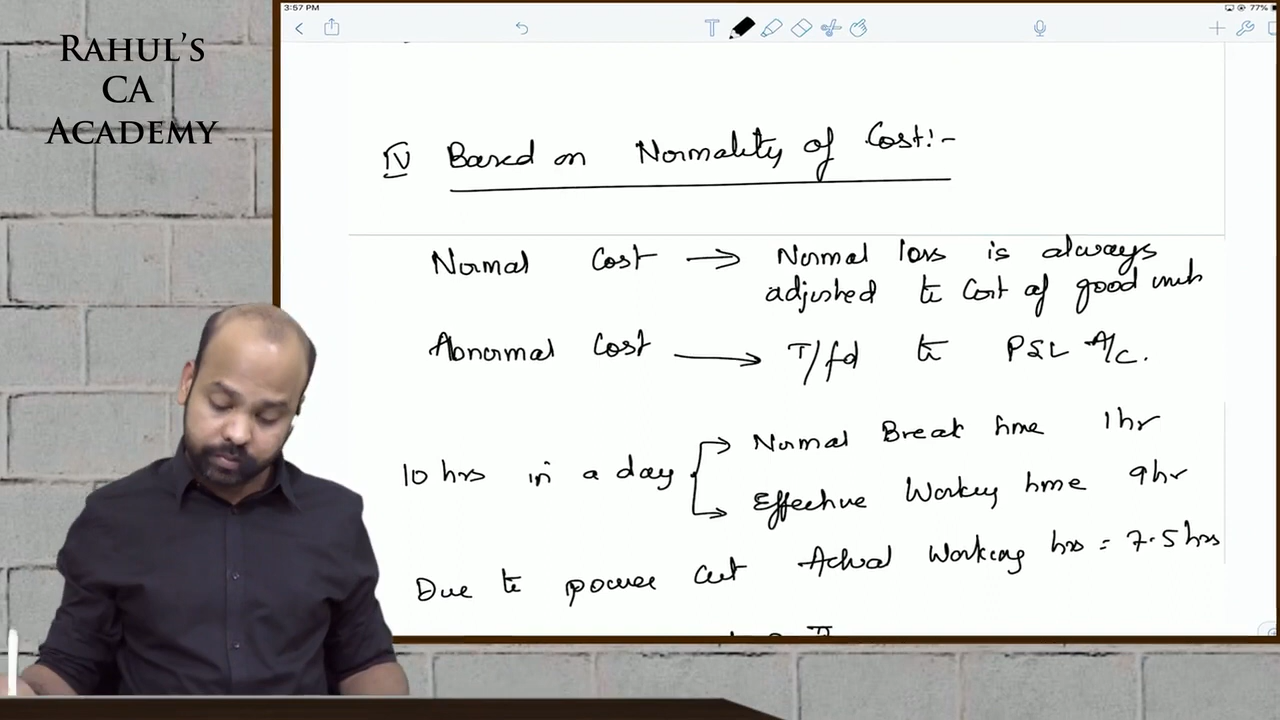 3:57 PM
77%
RAHUL'S
CA
ACADEMY
T
IV Based on Normality of Cost:-
Normal Cost → Normal loss is always
adjusted to Cost of good units
Abnormal Cost → T/fd to P&L A/C.
10 hrs in a day → Normal Break time 1hr
→ Effective Working time 9hr
Due to power cut Actual Working hrs = 7.5 hrs